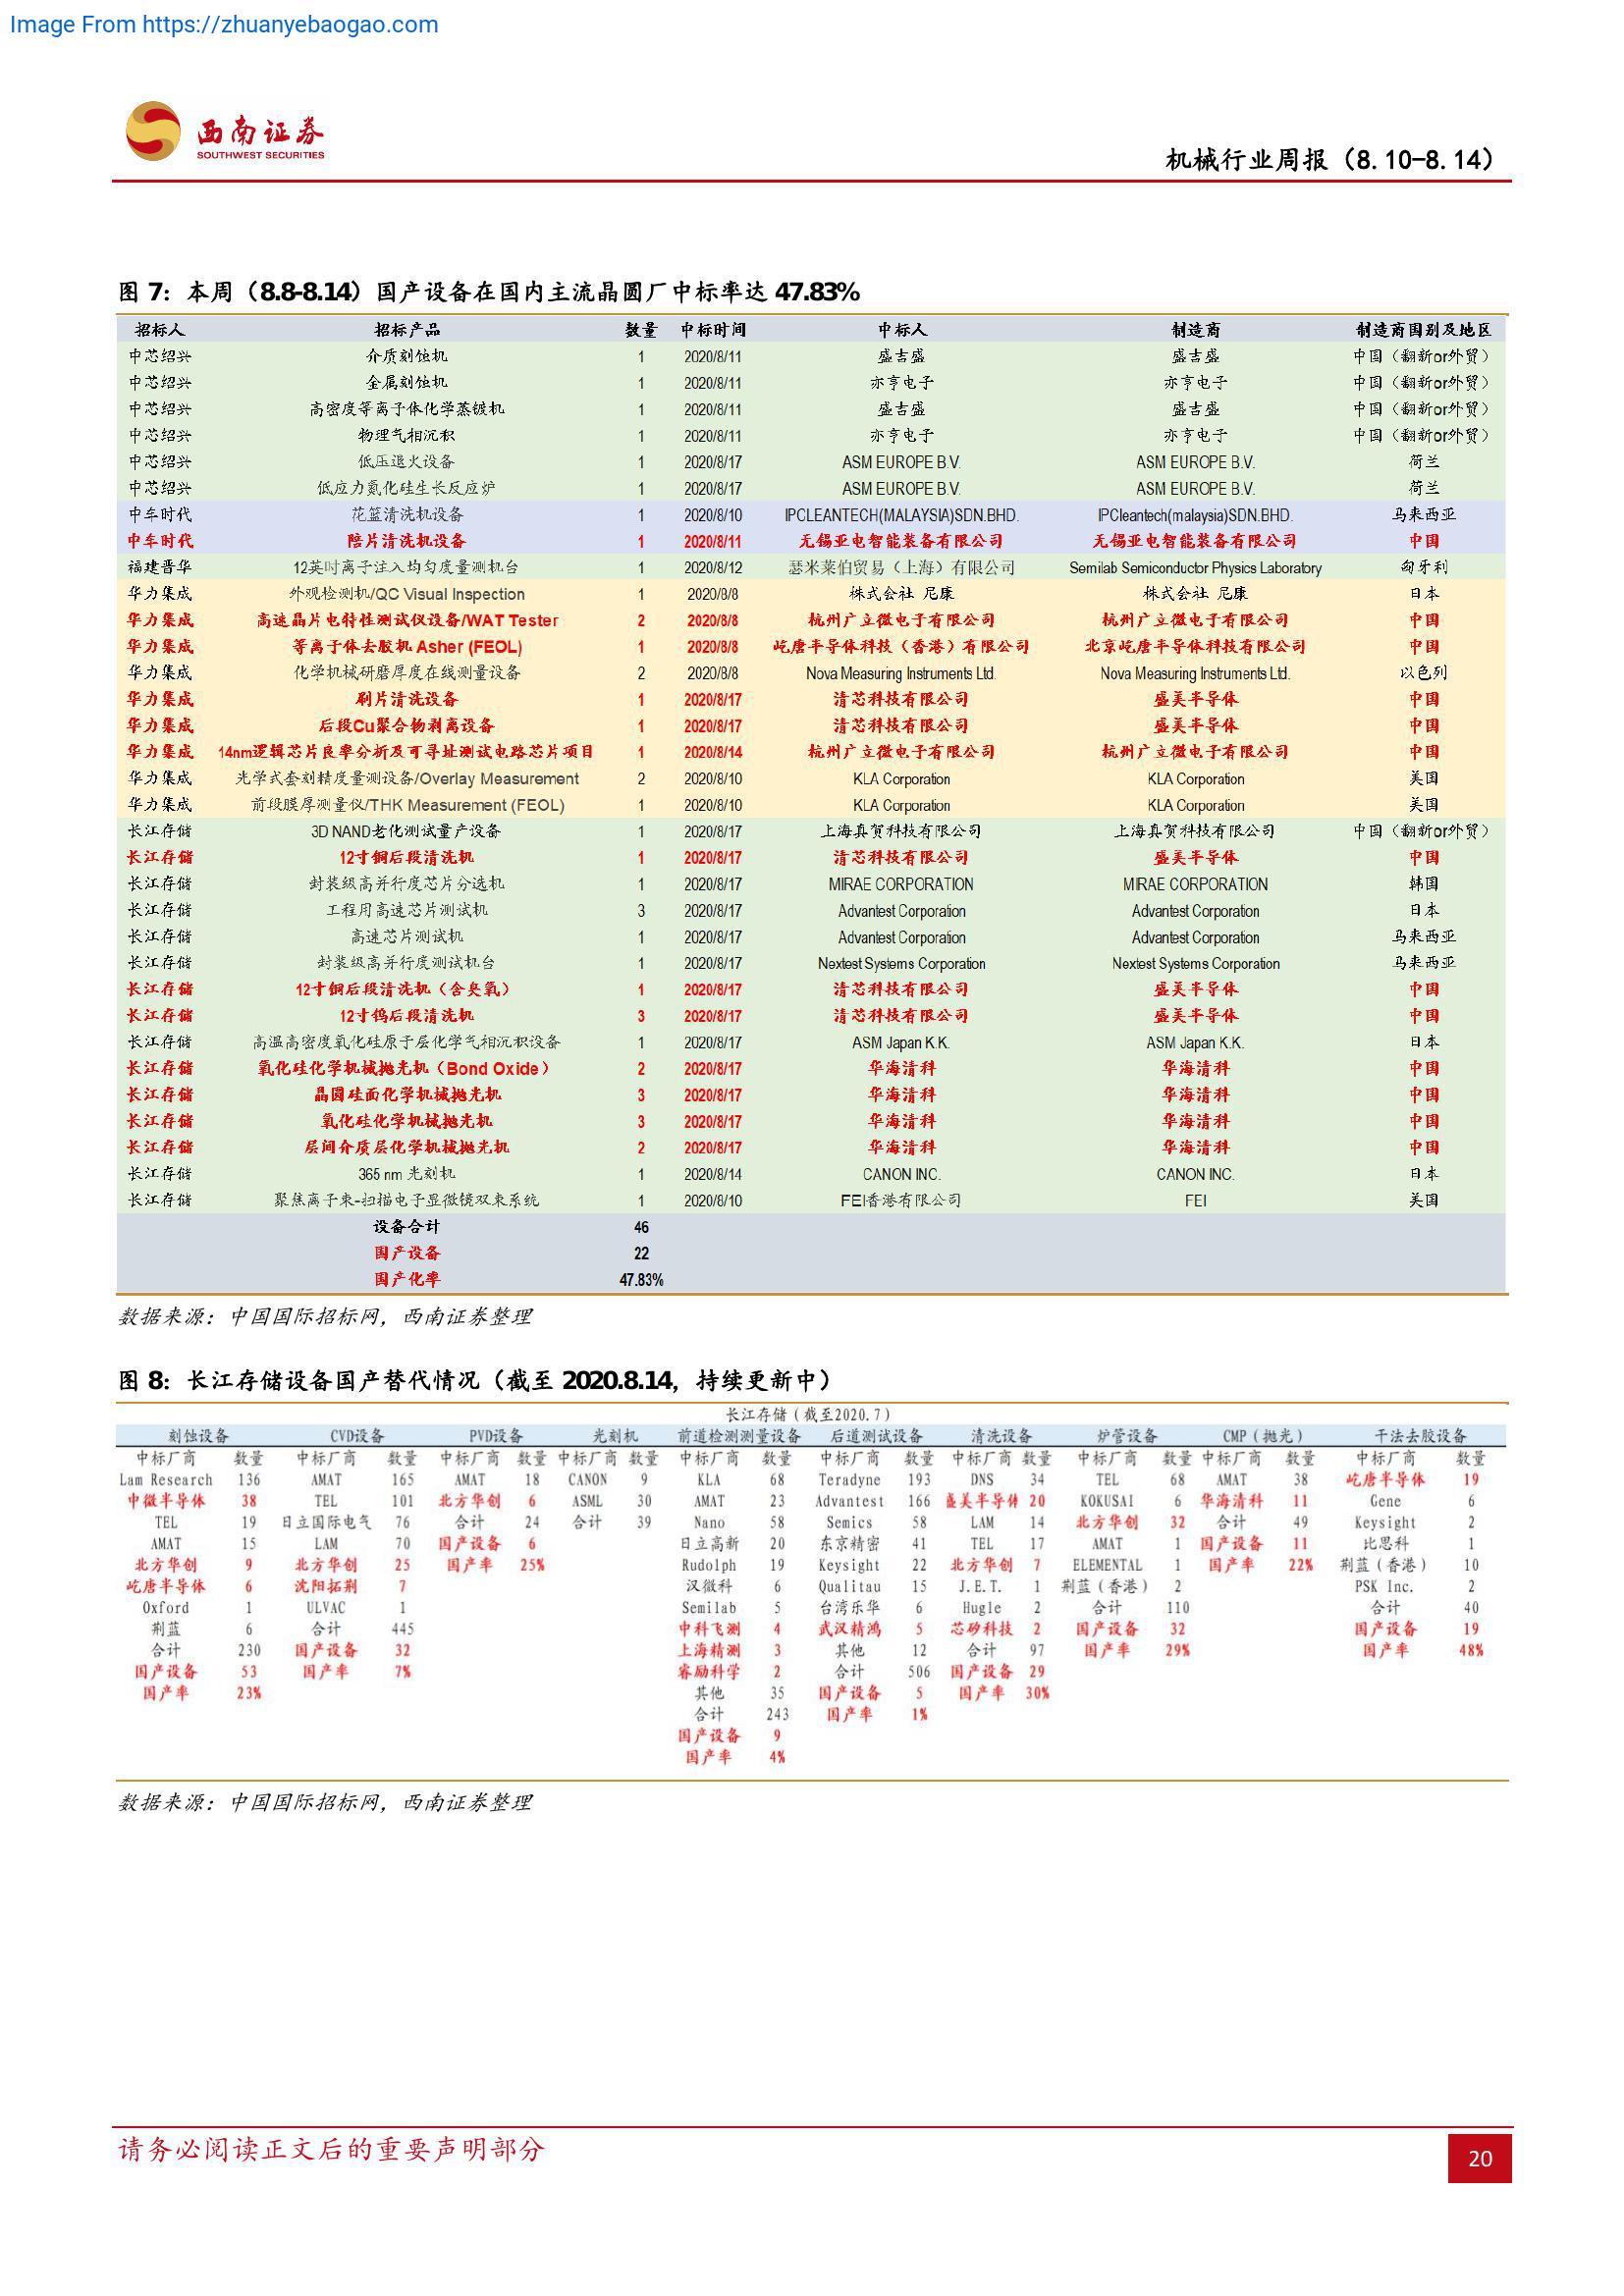 Image From https://zhuanyebaogao.com
西南证券
SOUTHWEST SECURITIES
机械行业周报（8.10-8.14）
图 7：本周（8.8-8.14）国产设备在国内主流晶圆厂中标率达 47.83%
招标人 招标产品 数量 中标时间 中标人 制造商 制造商国别及地区
中芯绍兴 介质刻蚀机 1 2020/8/11 盛吉盛 盛吉盛 中国（翻新or外贸）
中芯绍兴 金属刻蚀机 1 2020/8/11 亦亨电子 亦亨电子 中国（翻新or外贸）
中芯绍兴 高密度等离子体化学蒸镀机 1 2020/8/11 盛吉盛 盛吉盛 中国（翻新or外贸）
中芯绍兴 物理气相沉积 1 2020/8/11 亦亨电子 亦亨电子 中国（翻新or外贸）
中芯绍兴 低压退火设备 1 2020/8/17 ASM EUROPE B.V. ASM EUROPE B.V. 荷兰
中芯绍兴 低应力氮化硅生长反应炉 1 2020/8/17 ASM EUROPE B.V. ASM EUROPE B.V. 荷兰
中车时代 花篮清洗机设备 1 2020/8/10 IPCLEANTECH(MALAYSIA)SDN.BHD. IPCleantech(malaysia)SDN.BHD. 马来西亚
中车时代 陪片清洗机设备 1 2020/8/11 无锡亚电智能装备有限公司 无锡亚电智能装备有限公司 中国
福建晋华 12英吋离子注入均匀度量测机台 1 2020/8/12 瑟米莱伯贸易（上海）有限公司 Semilab Semiconductor Physics Laboratory 匈牙利
华力集成 外观检测机/QC Visual Inspection 1 2020/8/8 株式会社 尼康 株式会社 尼康 日本
华力集成 高速晶片电特性测试仪设备/WAT Tester 2 2020/8/8 杭州广立微电子有限公司 杭州广立微电子有限公司 中国
华力集成 等离子体去胶机 Asher (FEOL) 1 2020/8/8 屹唐半导体科技（香港）有限公司 北京屹唐半导体科技有限公司 中国
华力集成 化学机械研磨厚度在线测量设备 2 2020/8/8 Nova Measuring Instruments Ltd. Nova Measuring Instruments Ltd. 以色列
华力集成 刷片清洗设备 1 2020/8/17 清芯科技有限公司 盛美半导体 中国
华力集成 后段Cu聚合物剥离设备 1 2020/8/17 清芯科技有限公司 盛美半导体 中国
华力集成 14nm逻辑芯片良率分析及可寻址测试电路芯片项目 1 2020/8/14 杭州广立微电子有限公司 杭州广立微电子有限公司 中国
华力集成 光学式套刻精度量测设备/Overlay Measurement 2 2020/8/10 KLA Corporation KLA Corporation 美国
华力集成 前段膜厚测量仪/THK Measurement (FEOL) 1 2020/8/10 KLA Corporation KLA Corporation 美国
长江存储 3D NAND老化测试量产设备 1 2020/8/17 上海真贺科技有限公司 上海真贺科技有限公司 中国（翻新or外贸）
长江存储 12寸铜后段清洗机 1 2020/8/17 清芯科技有限公司 盛美半导体 中国
长江存储 封装级高并行度芯片分选机 1 2020/8/17 MIRAE CORPORATION MIRAE CORPORATION 韩国
长江存储 工程用高速芯片测试机 3 2020/8/17 Advantest Corporation Advantest Corporation 日本
长江存储 高速芯片测试机 1 2020/8/17 Advantest Corporation Advantest Corporation 马来西亚
长江存储 封装级高并行度测试机台 1 2020/8/17 Nextest Systems Corporation Nextest Systems Corporation 马来西亚
长江存储 12寸铜后段清洗机（含臭氧） 1 2020/8/17 清芯科技有限公司 盛美半导体 中国
长江存储 12寸钨后段清洗机 3 2020/8/17 清芯科技有限公司 盛美半导体 中国
长江存储 高温高密度氧化硅原子层化学气相沉积设备 1 2020/8/17 ASM Japan K.K. ASM Japan K.K. 日本
长江存储 氧化硅化学机械抛光机（Bond Oxide） 2 2020/8/17 华海清科 华海清科 中国
长江存储 晶圆硅面化学机械抛光机 3 2020/8/17 华海清科 华海清科 中国
长江存储 氧化硅化学机械抛光机 3 2020/8/17 华海清科 华海清科 中国
长江存储 层间介质层化学机械抛光机 2 2020/8/17 华海清科 华海清科 中国
长江存储 365 nm 光刻机 1 2020/8/14 CANON INC. CANON INC. 日本
长江存储 聚焦离子束-扫描电子显微镜双束系统 1 2020/8/10 FEI香港有限公司 FEI 美国
设备合计 46
国产设备 22
国产化率 47.83%
数据来源：中国国际招标网，西南证券整理
图 8：长江存储设备国产替代情况（截至 2020.8.14，持续更新中）
长江存储（截至2020.7）
刻蚀设备 CVD设备 PVD设备 光刻机 前道检测测量设备 后道测试设备 清洗设备 炉管设备 CMP（抛光） 干法去胶设备
中标厂商 数量 中标厂商 数量 中标厂商 数量 中标厂商 数量 中标厂商 数量 中标厂商 数量 中标厂商 数量 中标厂商 数量 中标厂商 数量 中标厂商 数量
Lam Research 136 AMAT 165 AMAT 18 CANON 9 KLA 68 Teradyne 193 DNS 34 TEL 68 AMAT 38 屹唐半导体 19
中微半导体 38 TEL 101 北方华创 6 ASML 30 AMAT 23 Advantest 166 盛美半导体 20 KOKUSAI 6 华海清科 11 Gene 6
TEL 19 日立国际电气 76 合计 24 合计 39 Nano 58 Semics 58 LAM 14 北方华创 32 合计 49 Keysight 2
AMAT 15 LAM 70 国产设备 6 日立高新 20 东京精密 41 TEL 17 AMAT 1 国产设备 11 比思科 1
北方华创 9 北方华创 25 国产率 25% Rudolph 19 Keysight 22 北方华创 7 ELEMENTAL 1 国产率 22% 荆蓝（香港） 10
屹唐半导体 6 沈阳拓荆 7 汉微科 6 Qualitau 15 J.E.T. 1 荆蓝（香港） 2 PSK Inc. 2
Oxford 1 ULVAC 1 Semilab 5 台湾乐华 6 Hugle 2 合计 110 合计 40
荆蓝 6 合计 445 中科飞测 4 武汉精鸿 5 芯矽科技 2 国产设备 32 国产设备 19
合计 230 国产设备 32 上海精测 3 其他 12 合计 97 国产率 29% 国产率 48%
国产设备 53 国产率 7% 睿励科学 2 合计 506 国产设备 29
国产率 23% 其他 35 国产设备 5 国产率 30%
合计 243 国产率 1%
国产设备 9
国产率 4%
数据来源：中国国际招标网，西南证券整理
请务必阅读正文后的重要声明部分
20